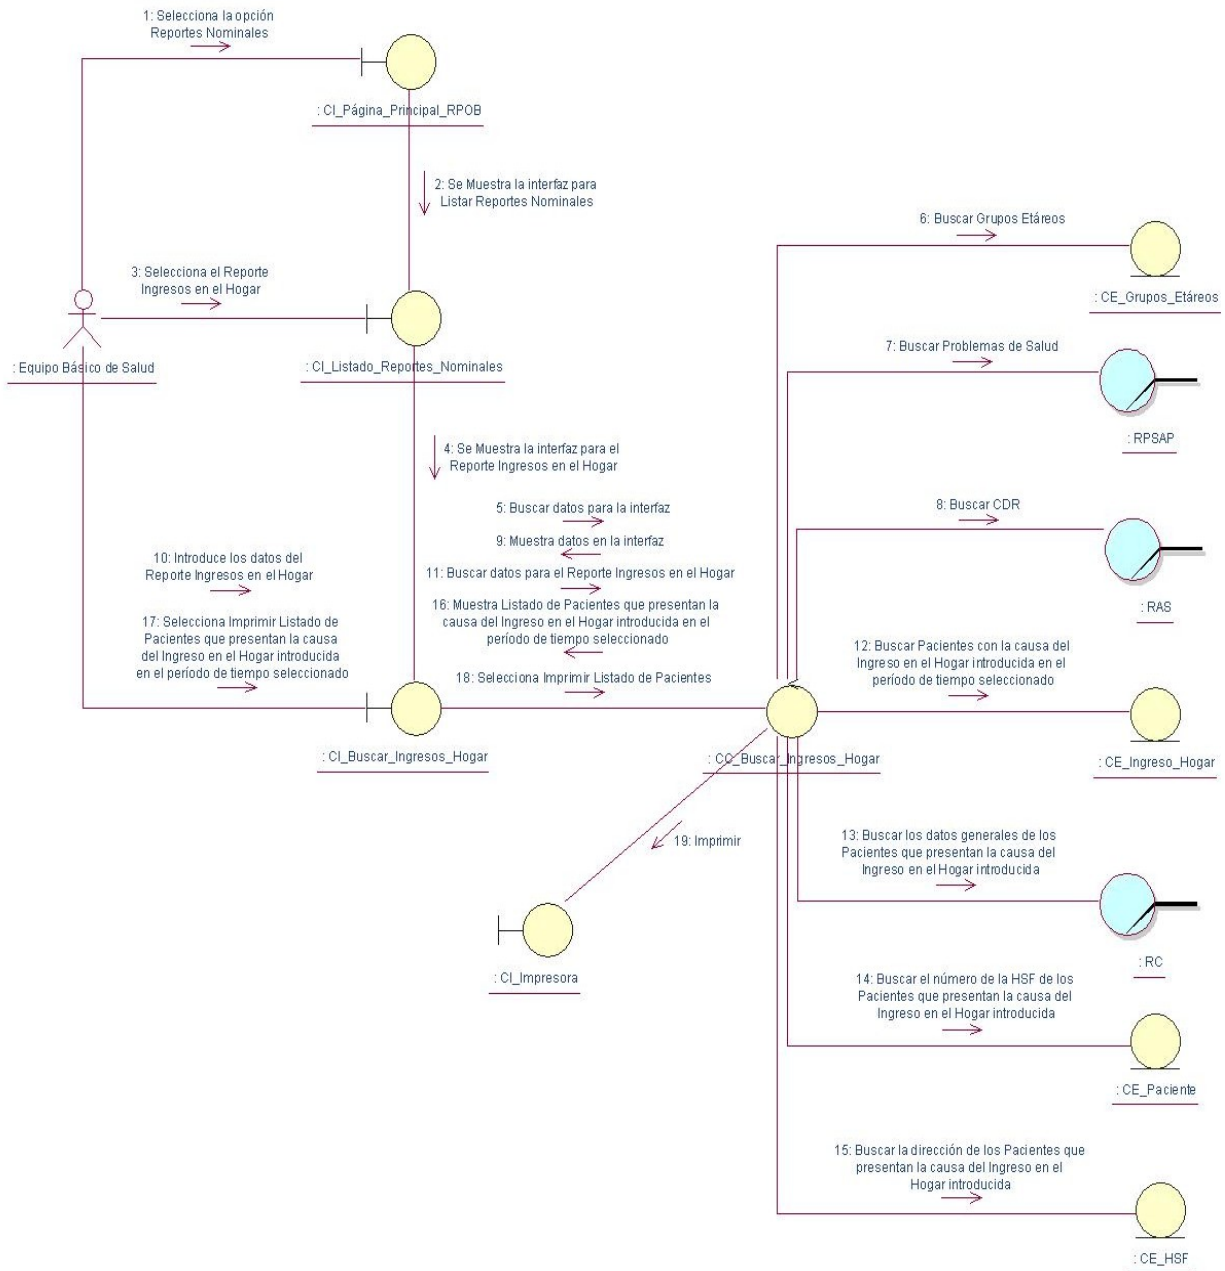 1: Selecciona la opción
Reportes Nominales
: CI_Página_Principal_RPOB
2: Se Muestra la interfaz para
Listar Reportes Nominales
6: Buscar Grupos Etáreos
: CE_Grupos_Etáreos
3: Selecciona el Reporte
Ingresos en el Hogar
: Equipo Básico de Salud
: CI_Listado_Reportes_Nominales
7: Buscar Problemas de Salud
: RPSAP
4: Se Muestra la interfaz para el
Reporte Ingresos en el Hogar
5: Buscar datos para la interfaz
9: Muestra datos en la interfaz
11: Buscar datos para el Reporte Ingresos en el Hogar
16: Muestra Listado de Pacientes que presentan la
causa del Ingreso en el Hogar introducida en el
período de tiempo seleccionado
18: Selecciona Imprimir Listado de Pacientes
8: Buscar CDR
: RAS
10: Introduce los datos del
Reporte Ingresos en el Hogar
17: Selecciona Imprimir Listado de
Pacientes que presentan la causa
del Ingreso en el Hogar introducida
en el período de tiempo seleccionado
12: Buscar Pacientes con la causa del
Ingreso en el Hogar introducida en el
período de tiempo seleccionado
: CI_Buscar_Ingresos_Hogar
: CC_Buscar_Ingresos_Hogar
: CE_Ingreso_Hogar
19: Imprimir
: CI_Impresora
13: Buscar los datos generales de los
Pacientes que presentan la causa del
Ingreso en el Hogar introducida
: RC
14: Buscar el número de la HSF de los
Pacientes que presentan la causa del
Ingreso en el Hogar introducida
: CE_Paciente
15: Buscar la dirección de los Pacientes que
presentan la causa del Ingreso en el
Hogar introducida
: CE_HSF